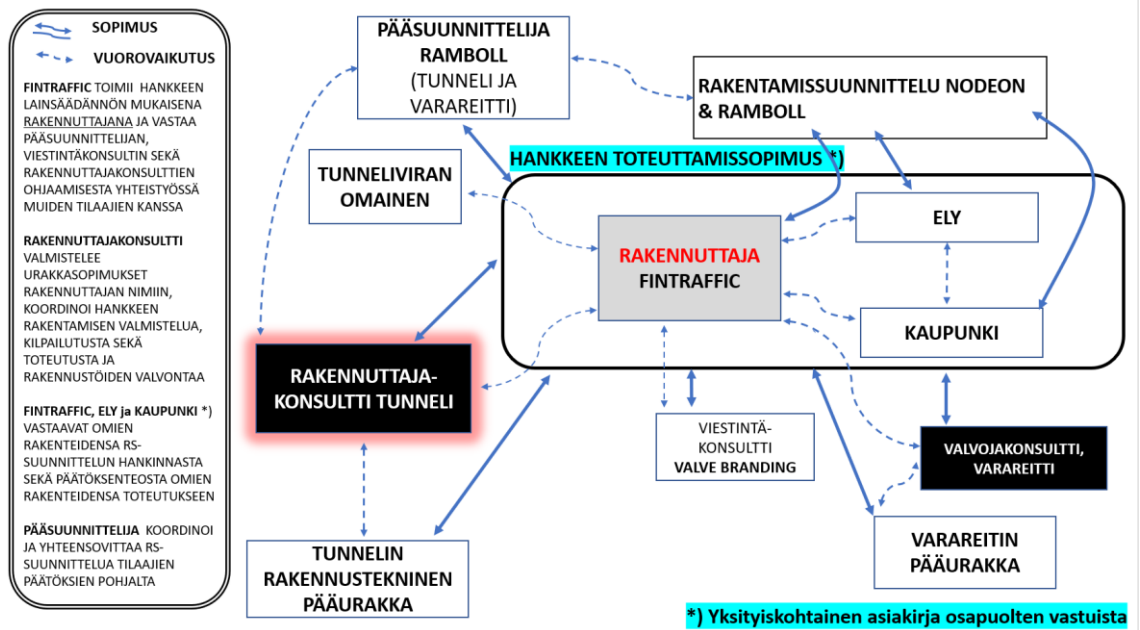 SOPIMUS
VUOROVAIKUTUS
FINTRAFFIC TOIMII HANKKEEN
LAINSÄÄDÄNNÖN MUKAISENA
RAKENNUTTAJANA JA VASTAA
PÄÄSUUNNITTELIJAN,
VIESTINTÄKONSULTIN SEKÄ
RAKENNUTTAJAKONSULTTIEN
OHJAAMISESTA YHTEISTYÖSSÄ
MUIDEN TILAAJIEN KANSSA
RAKENNUTTAJAKONSULTTI
VALMISTELEE
URAKKASOPIMUKSET
RAKENNUTTAJAN NIMIIN,
KOORDINOI HANKKEEN
RAKENTAMISEN VALMISTELUA,
KILPAILUTUSTA SEKÄ
TOTEUTUSTA JA
RAKENNUSTÖIDEN VALVONTAA
FINTRAFFIC, ELY ja KAUPUNKI *)
VASTAAVAT OMIEN
RAKENTEIDENSA RS-
SUUNNITTELUN HANKINNASTA
SEKÄ PÄÄTÖKSENTEOSTA OMIEN
RAKENTEIDENSA TOTEUTUKSEEN
PÄÄSUUNNITTELIJA KOORDINOI
JA YHTEENSOVITTAA RS-
SUUNNITTELUA TILAAJIEN
PÄÄTÖKSIEN POHJALTA
PÄÄSUUNNITTELIJA
RAMBOLL
(TUNNELI JA
VARAREITTI)
RAKENTAMISSUUNNITTELU NODEON
& RAMBOLL
HANKKEEN TOTEUTTAMISSOPIMUS *)
TUNNELIVIRAN
OMAINEN
RAKENNUTTAJA
FINTRAFFIC
ELY
KAUPUNKI
RAKENNUTTAJA-
KONSULTTI TUNNELI
VIESTINTÄ-
KONSULTTI
VALVE BRANDING
VALVOJAKONSULTTI,
VARAREITTI
TUNNELIN
RAKENNUSTEKNINEN
PÄÄURAKKA
VARAREITIN
PÄÄURAKKA
*) Yksityiskohtainen asiakirja osapuolten vastuista